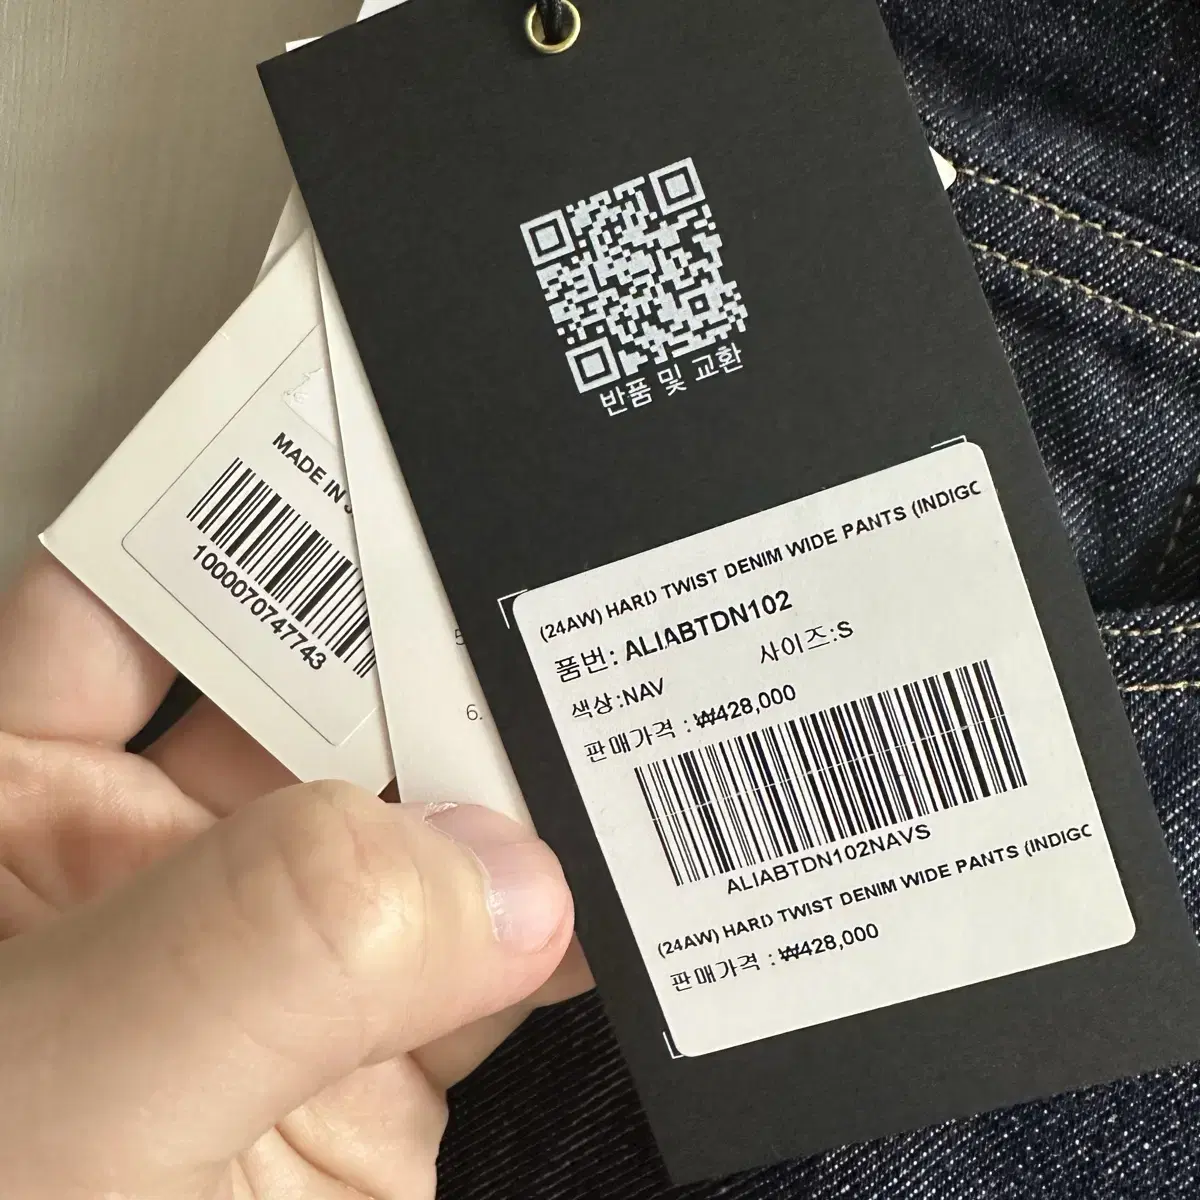 반품 및 교환
MADE IN
1000070747743
5
6.
(24AW) HARD TWIST DENIM WIDE PANTS (INDIGO
품번: ALIABTDN102
색상:NAV 사이즈:S
판매가격 :₩428,000
ALIABTDN102NAVS
(24AW) HARD TWIST DENIM WIDE PANTS (INDIGO
판매가격 :₩428,000